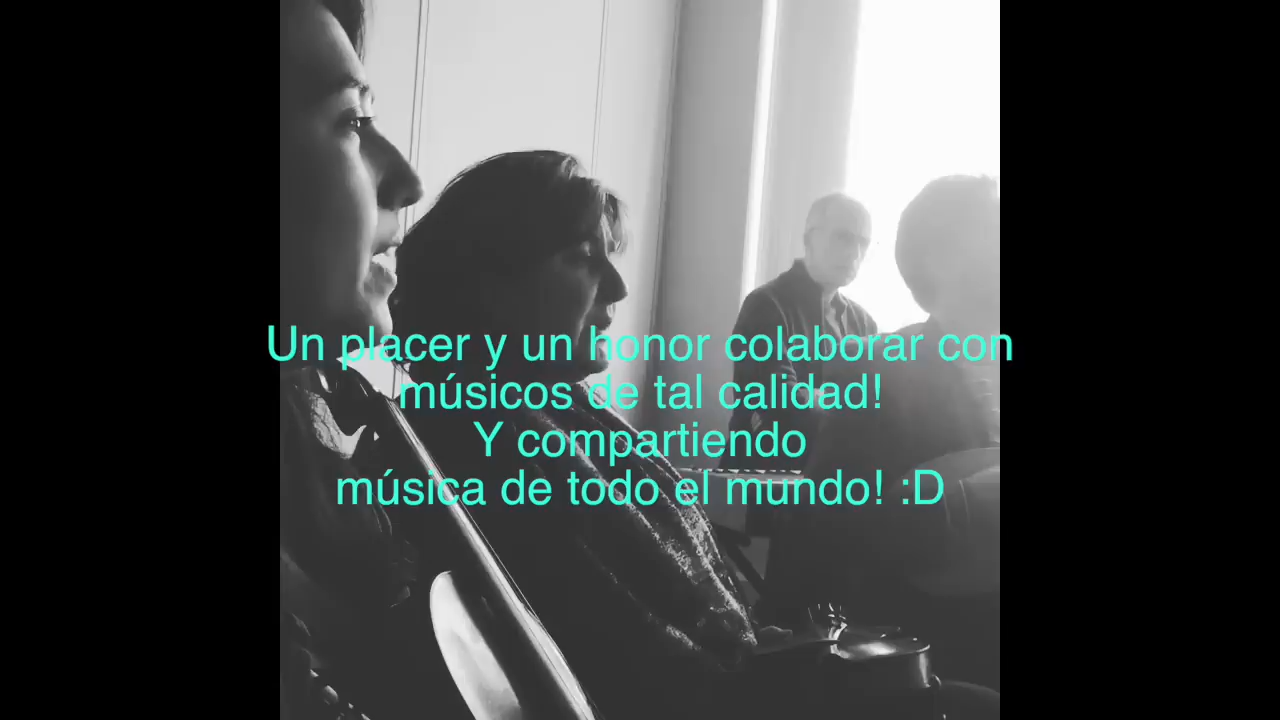 Un placer y un honor colaborar con
músicos de tal calidad!
Y compartiendo
música de todo el mundo! :D